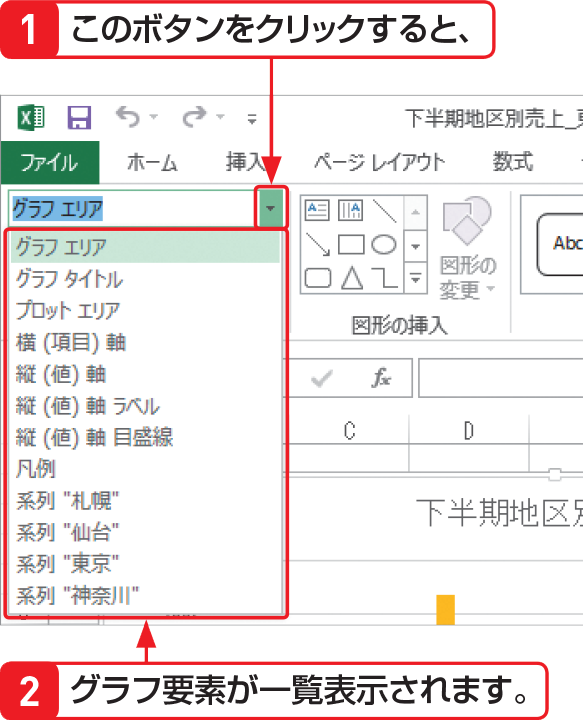 1 このボタンをクリックすると、
下半期地区別売上_
ファイル ホーム 挿入 ページ レイアウト 数式
グラフ エリア
グラフ エリア
グラフ タイトル
プロット エリア
横 (項目) 軸
縦 (値) 軸
縦 (値) 軸 ラベル
縦 (値) 軸 目盛線
凡例
系列 "札幌"
系列 "仙台"
系列 "東京"
系列 "神奈川"
A
A
図形の
変更
Abc
図形の挿入
fx
C D
下半期地区別
2 グラフ要素が一覧表示されます。